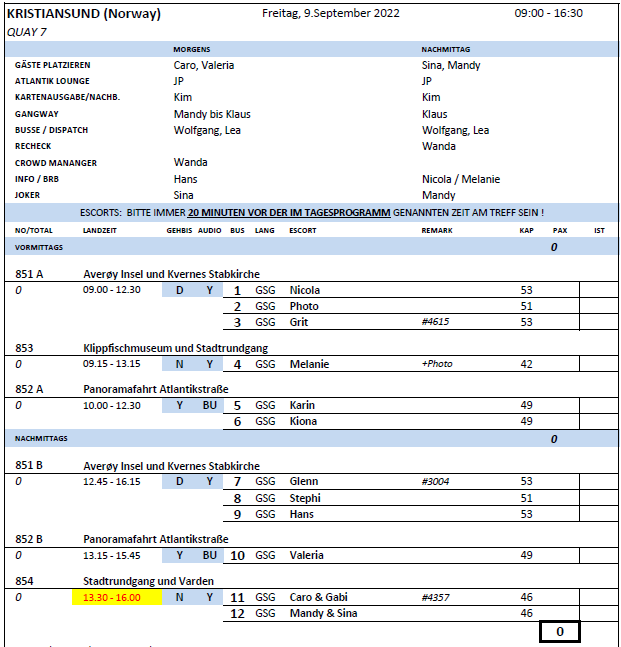 KRISTIANSUND (Norway) Freitag, 9.September 2022 09:00 - 16:30
QUAY 7
MORGENS NACHMITTAG
GÄSTE PLATZIEREN Caro, Valeria Sina, Mandy
ATLANTIK LOUNGE JP JP
KARTENAUSGABE/NACHB. Kim Kim
GANGWAY Mandy bis Klaus Klaus
BUSSE / DISPATCH Wolfgang, Lea Wolfgang, Lea
RECHECK Wanda
CROWD MANANGER Wanda
INFO / BRB Hans Nicola / Melanie
JOKER Sina Mandy
ESCORTS: BITTE IMMER 20 MINUTEN VOR DER IM TAGESPROGRAMM GENANNTEN ZEIT AM TREFF SEIN !
NO/TOTAL LANDZEIT GEHBIS AUDIO BUS LANG ESCORT REMARK KAP PAX IST
VORMITTAGS 0
851 A Averøy Insel und Kvernes Stabkirche
0 09.00 - 12.30 D Y 1 GSG Nicola 53
2 GSG Photo 51
3 GSG Grit #4615 53
853 Klippfischmuseum und Stadtrundgang
0 09.15 - 13.15 N Y 4 GSG Melanie +Photo 42
852 A Panoramafahrt Atlantikstraße
0 10.00 - 12.30 Y BU 5 GSG Karin 49
6 GSG Kiona 49
NACHMITTAGS 0
851 B Averøy Insel und Kvernes Stabkirche
0 12.45 - 16.15 D Y 7 GSG Glenn #3004 53
8 GSG Stephi 51
9 GSG Hans 53
852 B Panoramafahrt Atlantikstraße
0 13.15 - 15.45 Y BU 10 GSG Valeria 49
854 Stadtrundgang und Varden
0 13.30 - 16.00 N Y 11 GSG Caro & Gabi #4357 46
12 GSG Mandy & Sina 46
0